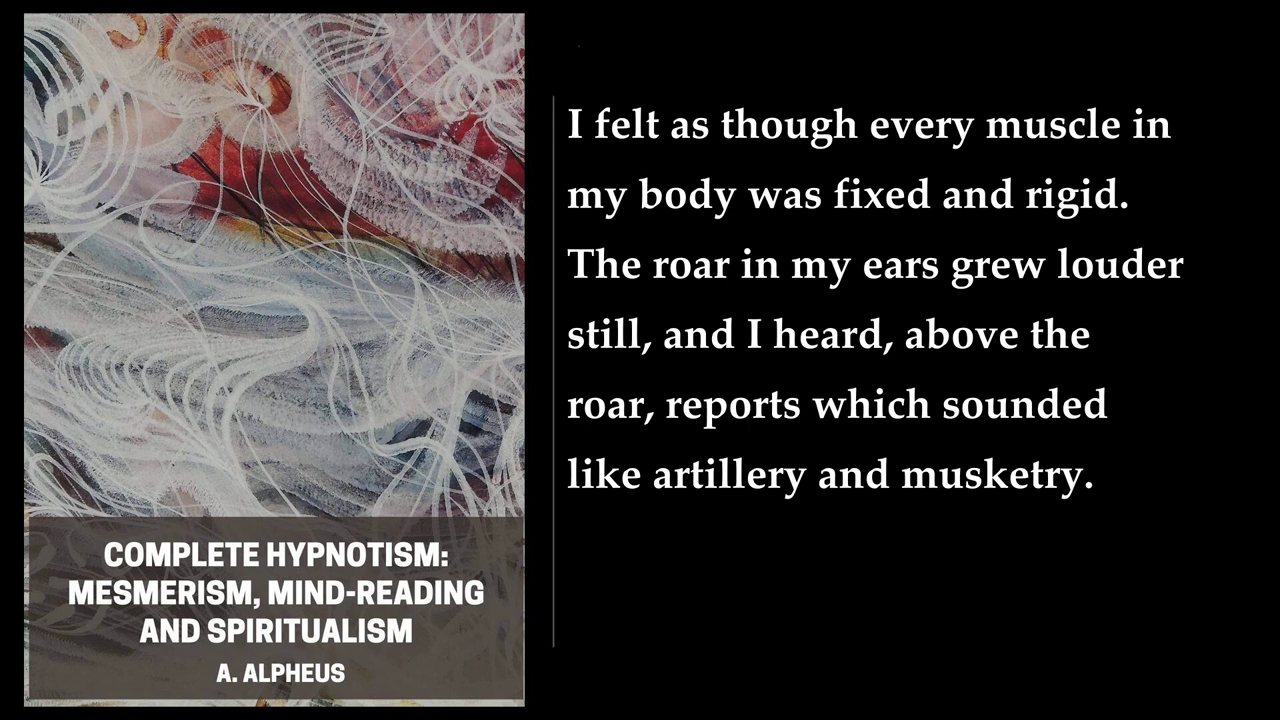 I felt as though every muscle in
my body was fixed and rigid.
The roar in my ears grew louder
still, and I heard, above the
roar, reports which sounded
like artillery and musketry.
COMPLETE HYPNOTISM:
MESMERISM, MIND-READING
AND SPIRITUALISM
A. ALPHEUS